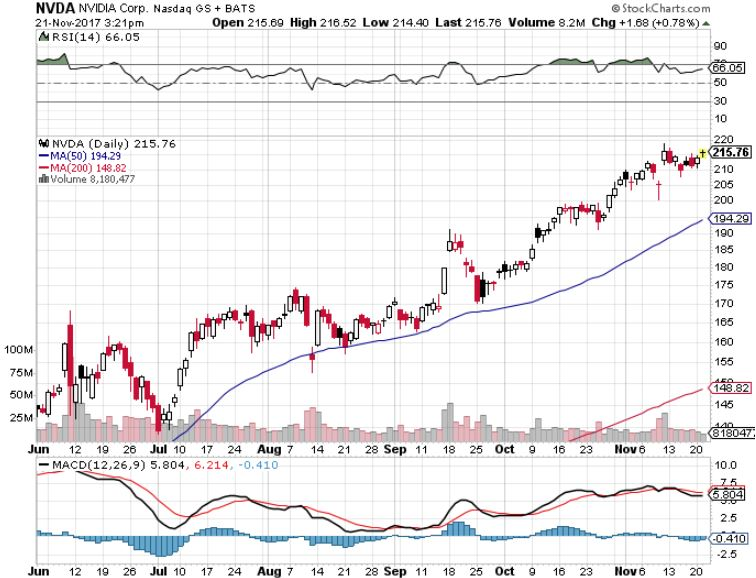 NVDA NVIDIA Corp. Nasdaq GS + BATS © StockCharts.com
21-Nov-2017 3:21pm Open 215.69 High 216.52 Low 214.40 Last 215.76 Volume 8.2M Chg +1.68 (+0.78%)
RSI(14) 66.05
90
70
66.05
50
30
10
NVDA (Daily) 215.76
MA(50) 194.29
MA(200) 148.82
Volume 8,180,477
220
215.76
210
205
200
194.29
190
185
180
175
170
165
160
155
150
148.82
145
140
8180477
100M
75M
50M
25M
Jun 12 19 26 Jul 10 17 24 Aug 7 14 21 28 Sep 11 18 25 Oct 9 16 23 Nov 6 13 20
MACD(12,26,9) 5.804, 6.214, -0.410
10.0
7.5
5.804
5.0
2.5
-0.410
-2.5
Jun 12 19 26 Jul 10 17 24 Aug 7 14 21 28 Sep 11 18 25 Oct 9 16 23 Nov 6 13 20